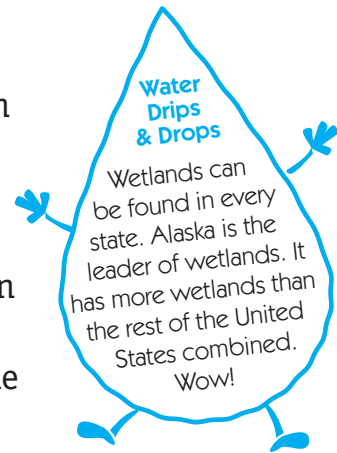 Water
Drips
& Drops
Wetlands can
be found in every
state. Alaska is the
leader of wetlands. It
has more wetlands than
the rest of the United
States combined.
Wow!